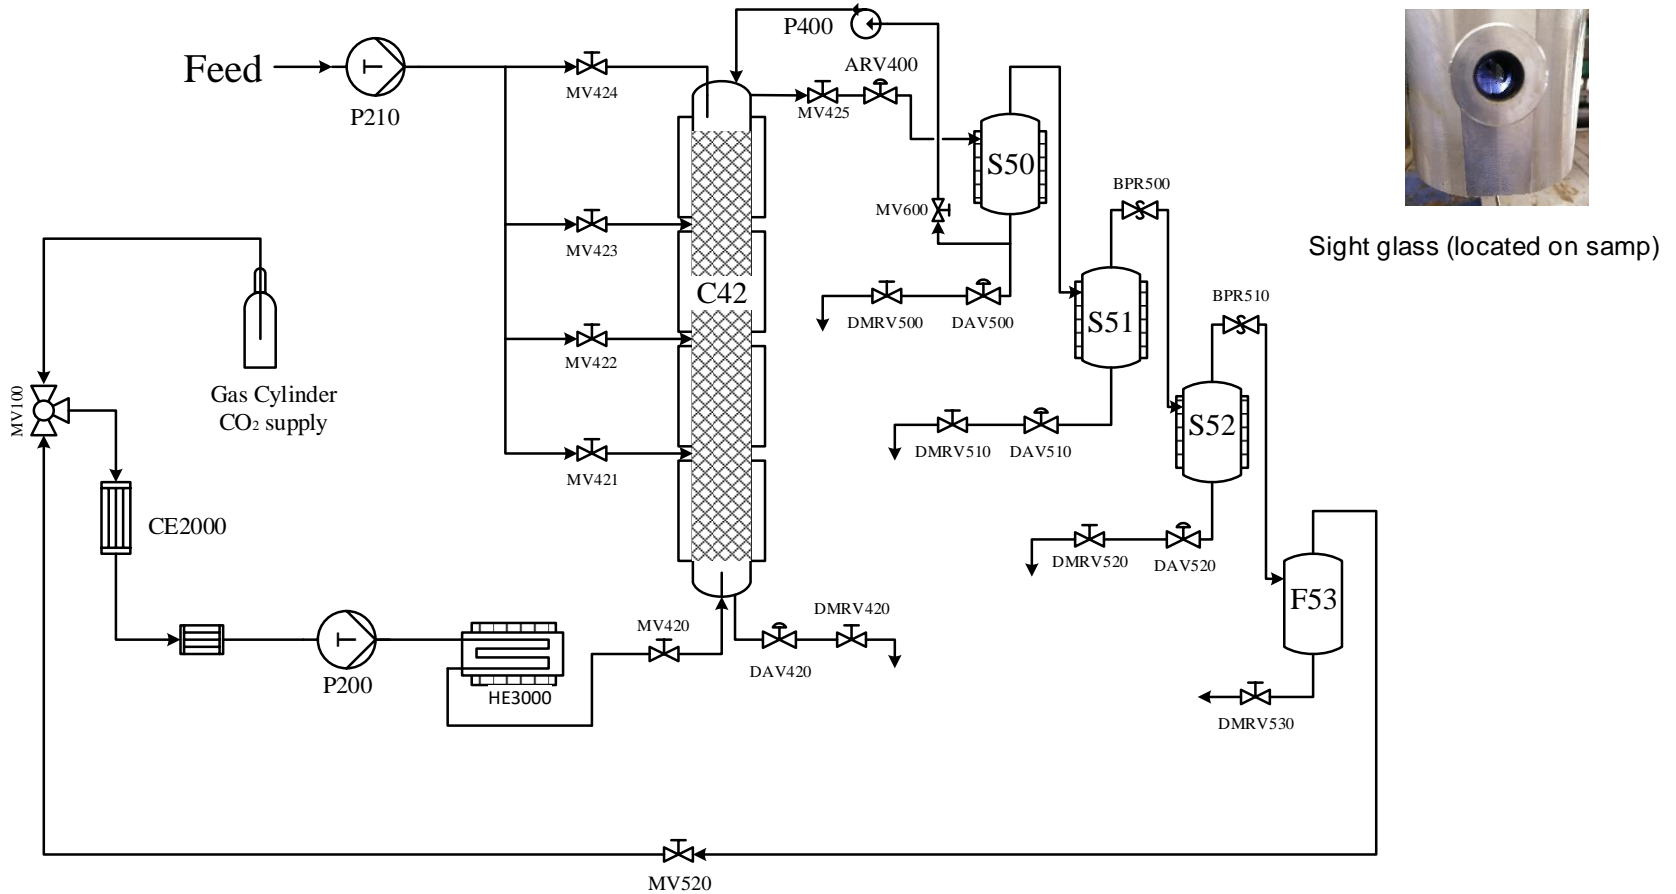 P400
ARV400
Feed
MV424
P210
MV425
S50
BPR500
MV600
MV423
Sight glass (located on samp)
C42
BPR510
DMRV500
DAV500
S51
MV422
Gas Cylinder
CO2 supply
MV100
S52
DMRV510
DAV510
MV421
CE2000
DMRV520
DAV520
F53
MV420
DMRV420
DAV420
P200
HE3000
DMRV530
MV520